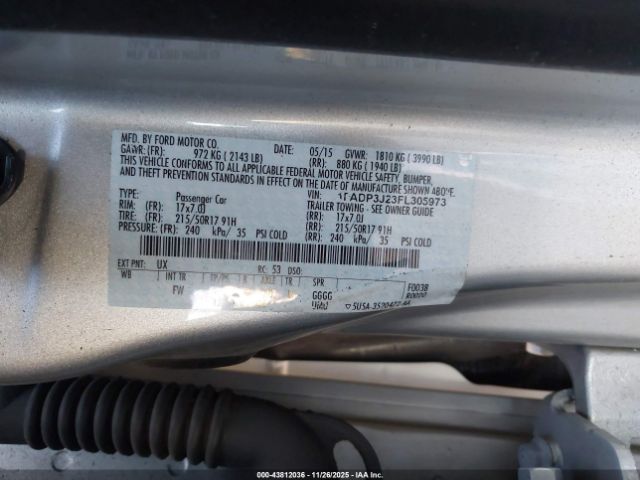 MFD. BY FORD MOTOR CO.
DATE: 05/15 GVWR: 1810 KG ( 3990 LB)
GAWR: (FR): 972 KG ( 2143 LB) (RR): 880 KG ( 1940 LB)
THIS VEHICLE CONFORMS TO ALL APPLICABLE FEDERAL MOTOR VEHICLE SAFETY, BUMPER,
AND THEFT PREVENTION STANDARDS IN EFFECT ON THE DATE OF MANUFACTURE SHOWN ABOVE.
VIN: 1FADP3J23FL305973
TYPE: Passenger Car TRAILER TOWING - SEE OWNER GUIDE
RIM: (FR): 17x7.0J (RR): 17x7.0J
TIRE: (FR): 215/50R17 91H (RR): 215/50R17 91H
PRESSURE: (FR): 240 kPa/ 35 PSI COLD (RR): 240 kPa/ 35 PSI COLD
EXT PNT: UX RC: 53 DSO:
WB INT TR AXLE TR SPR
FW GGGG
F0038
5U5A-
000-43812036 - 11/26/2025 - IAAI.com